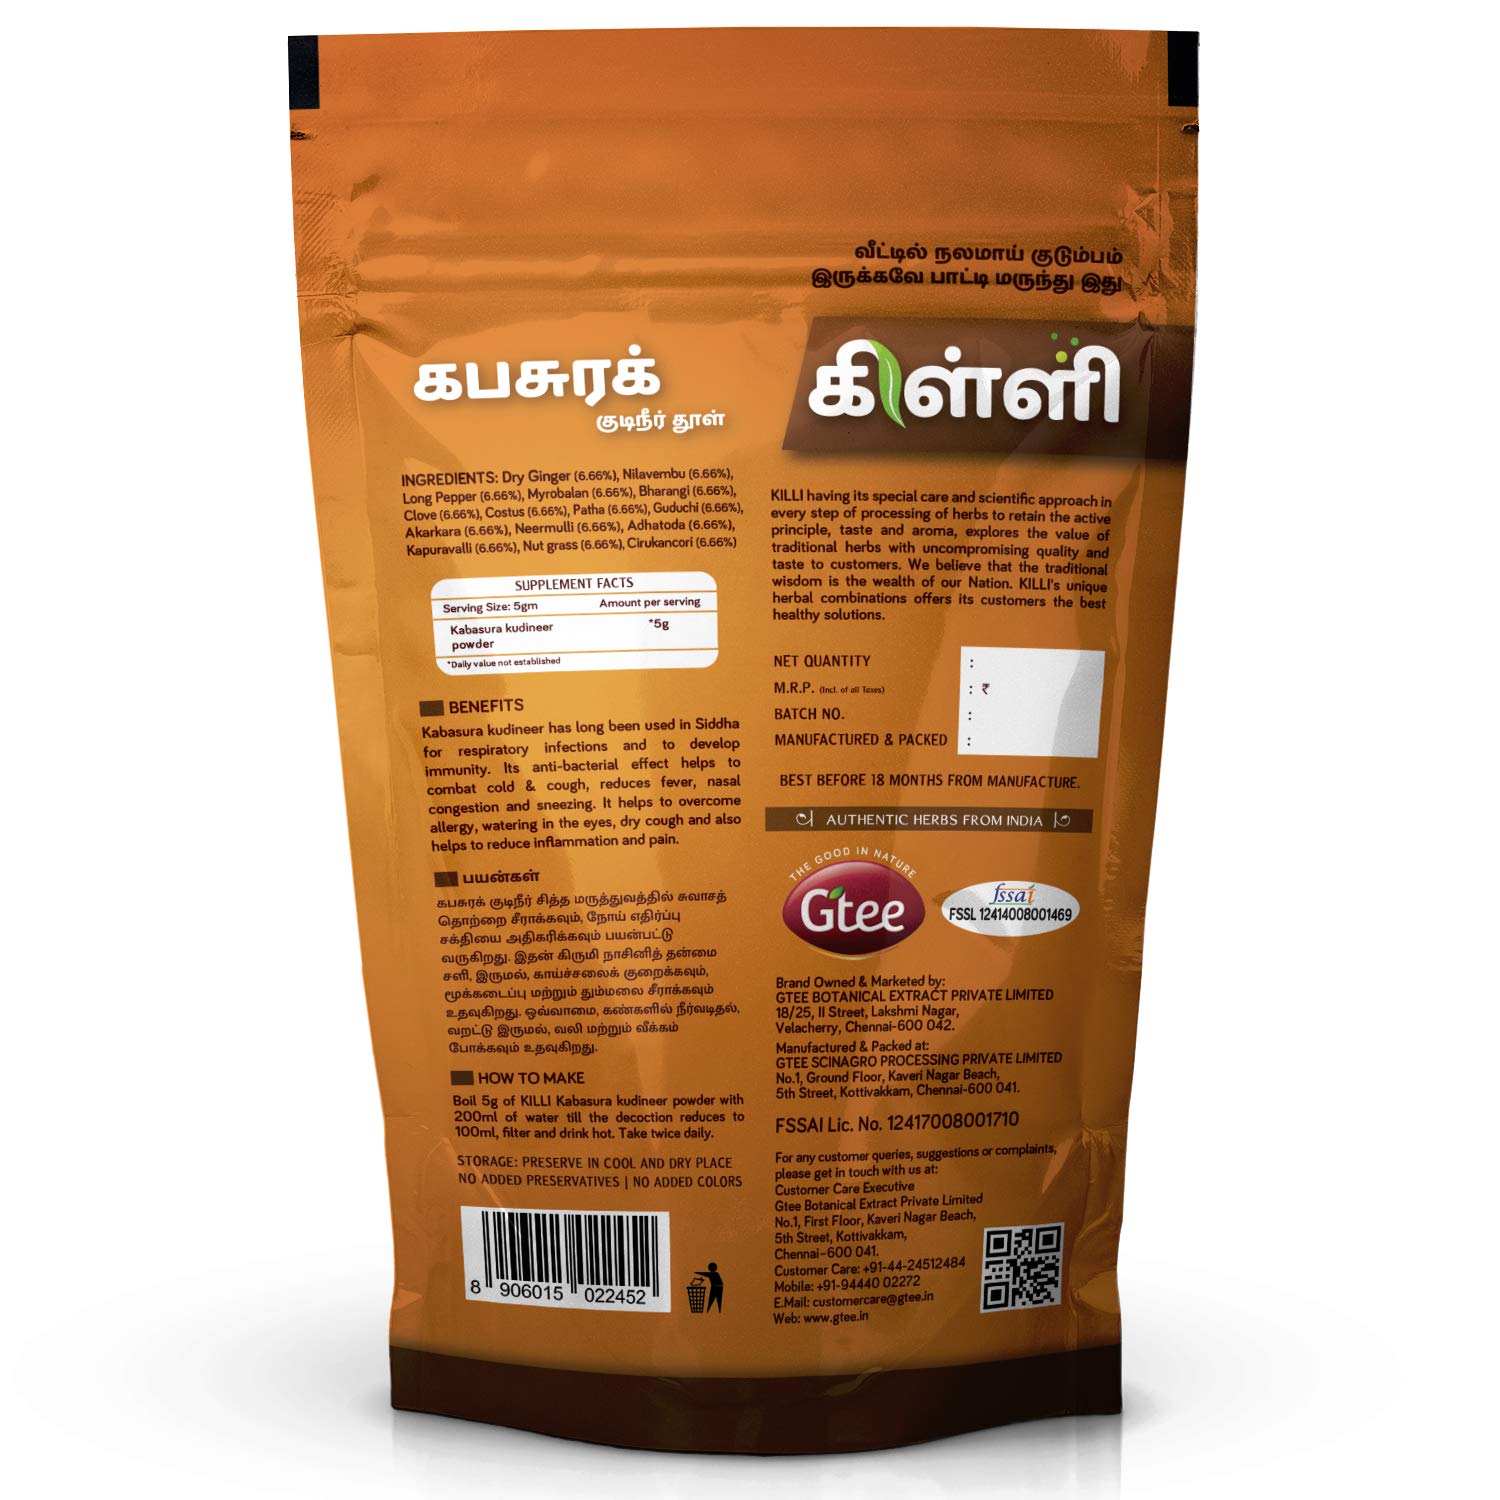 வீட்டில் நலமாய் குடும்பம்
இருக்கவே பாட்டி மருந்து இது
கபசுரக்
குடிநீர் தூள்
கிள்ளி
INGREDIENTS: Dry Ginger (6.66%), Nilavembu (6.66%),
Long Pepper (6.66%), Myrobalan (6.66%), Bharangi (6.66%),
Clove (6.66%), Costus (6.66%), Patha (6.66%), Guduchi (6.66%),
Akarkara (6.66%), Neermulli (6.66%), Adhatoda (6.66%),
Kapuravalli (6.66%), Nut grass (6.66%), Cirukancori (6.66%)
SUPPLEMENT FACTS
Serving Size: 5gm Amount per serving
Kabasura kudineer *5g
powder
*Daily value not established
BENEFITS
Kabasura kudineer has long been used in Siddha
for respiratory infections and to develop
immunity. Its anti-bacterial effect helps to
combat cold & cough, reduces fever, nasal
congestion and sneezing. It helps to overcome
allergy, watering in the eyes, dry cough and also
helps to reduce inflammation and pain.
பயன்கள்
கபசுரக் குடிநீர் சித்த மருத்துவத்தில் சுவாசத்
தொற்றை சீராக்கவும், நோய் எதிர்ப்பு
சக்தியை அதிகரிக்கவும் பயன்பட்டு
வருகிறது. இதன் கிருமி நாசினித் தன்மை
சளி, இருமல், காய்ச்சலைக் குறைக்கவும்,
மூக்கடைப்பு மற்றும் தும்மலை சீராக்கவும்
உதவுகிறது. ஒவ்வாமை, கண்களில் நீர்வடிதல்,
வறட்டு இருமல், வலி மற்றும் வீக்கம்
போக்கவும் உதவுகிறது.
HOW TO MAKE
Boil 5g of KILLI Kabasura kudineer powder with
200ml of water till the decoction reduces to
100ml, filter and drink hot. Take twice daily.
STORAGE: PRESERVE IN COOL AND DRY PLACE
NO ADDED PRESERVATIVES | NO ADDED COLORS
8 906015 022452
KILLI having its special care and scientific approach in
every step of processing of herbs to retain the active
principle, taste and aroma, explores the value of
traditional herbs with uncompromising quality and
taste to customers. We believe that the traditional
wisdom is the wealth of our Nation. KILLI's unique
herbal combinations offers its customers the best
healthy solutions.
NET QUANTITY :
M.R.P. (Incl. of all Taxes) : ₹
BATCH NO. :
MANUFACTURED & PACKED :
BEST BEFORE 18 MONTHS FROM MANUFACTURE.
AUTHENTIC HERBS FROM INDIA
THE GOOD IN NATURE
Gtee
fssai
FSSL 12414008001469
Brand Owned & Marketed by:
GTEE BOTANICAL EXTRACT PRIVATE LIMITED
18/25, II Street, Lakshmi Nagar,
Velacherry, Chennai-600 042.
Manufactured & Packed at:
GTEE SCINAGRO PROCESSING PRIVATE LIMITED
No.1, Ground Floor, Kaveri Nagar Beach,
5th Street, Kottivakkam, Chennai-600 041.
FSSAI Lic. No. 12417008001710
For any customer queries, suggestions or complaints,
please get in touch with us at:
Customer Care Executive
Gtee Botanical Extract Private Limited
No.1, First Floor, Kaveri Nagar Beach,
5th Street, Kottivakkam,
Chennai-600 041.
Customer Care: +91-44-24512484
Mobile: +91-94440 02272
E.Mail: customercare@gtee.in
Web: www.gtee.in